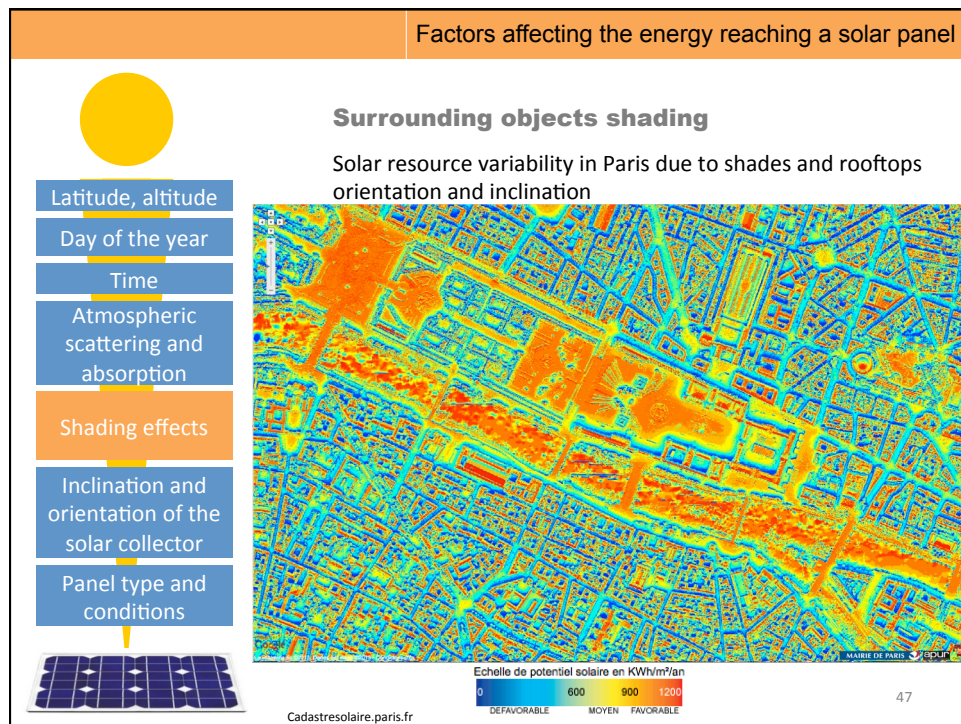 Factors affecting the energy reaching a solar panel
Surrounding objects shading
Solar resource variability in Paris due to shades and rooftops
orientation and inclination
Latitude, altitude
Day of the year
Time
Atmospheric
scattering and
absorption
Shading effects
Inclination and
orientation of the
solar collector
Panel type and
conditions
MAIRIE DE PARIS apur
Echelle de potentiel solaire en KWh/m²/an
0 600 900 1200
DEFAVORABLE MOYEN FAVORABLE
Cadastresolaire.paris.fr
47